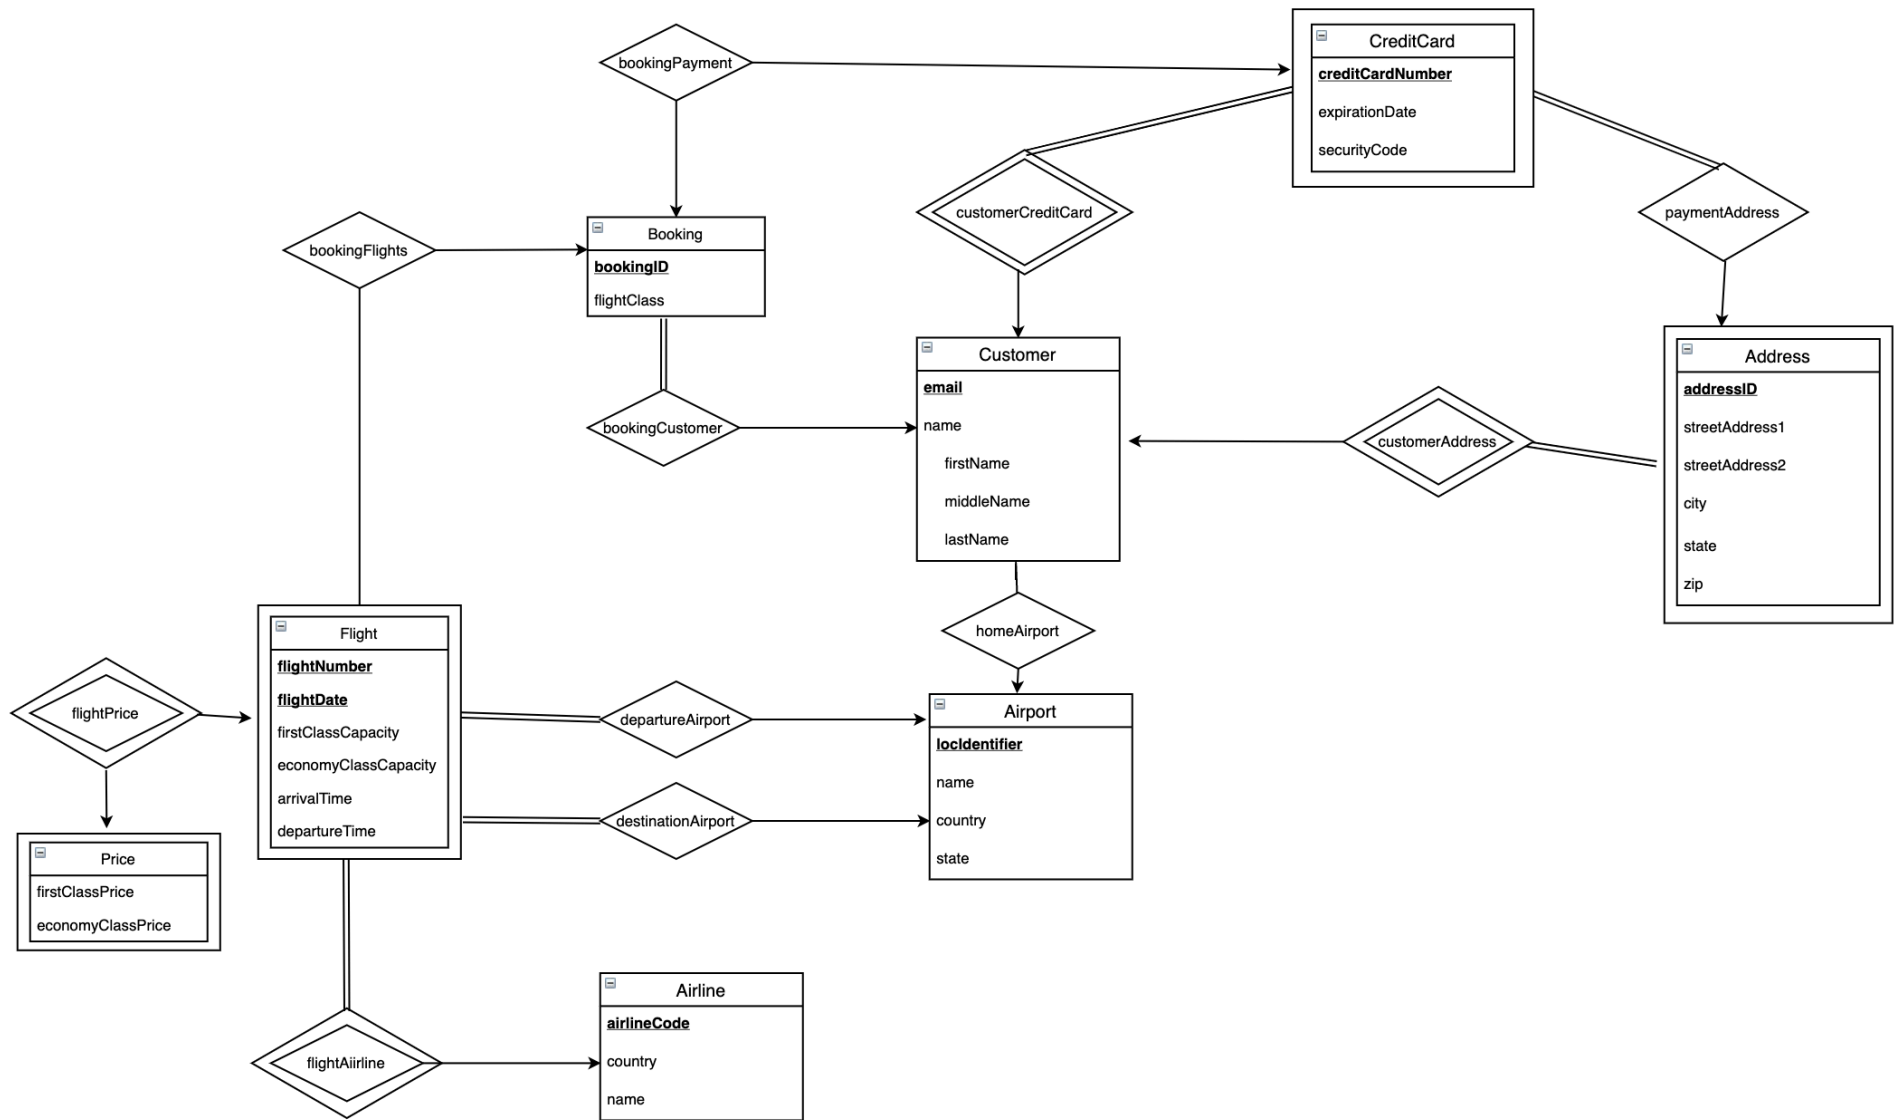 bookingPayment
CreditCard
creditCardNumber
expirationDate
securityCode
customerCreditCard
paymentAddress
bookingFlights
Booking
bookingID
flightClass
Customer
email
name
firstName
middleName
lastName
bookingCustomer
customerAddress
Address
addressID
streetAddress1
streetAddress2
city
state
zip
homeAirport
Flight
flightNumber
flightDate
firstClassCapacity
economyClassCapacity
arrivalTime
departureTime
flightPrice
departureAirport
destinationAirport
Airport
locIdentifier
name
country
state
Price
firstClassPrice
economyClassPrice
flightAiirline
Airline
airlineCode
country
name